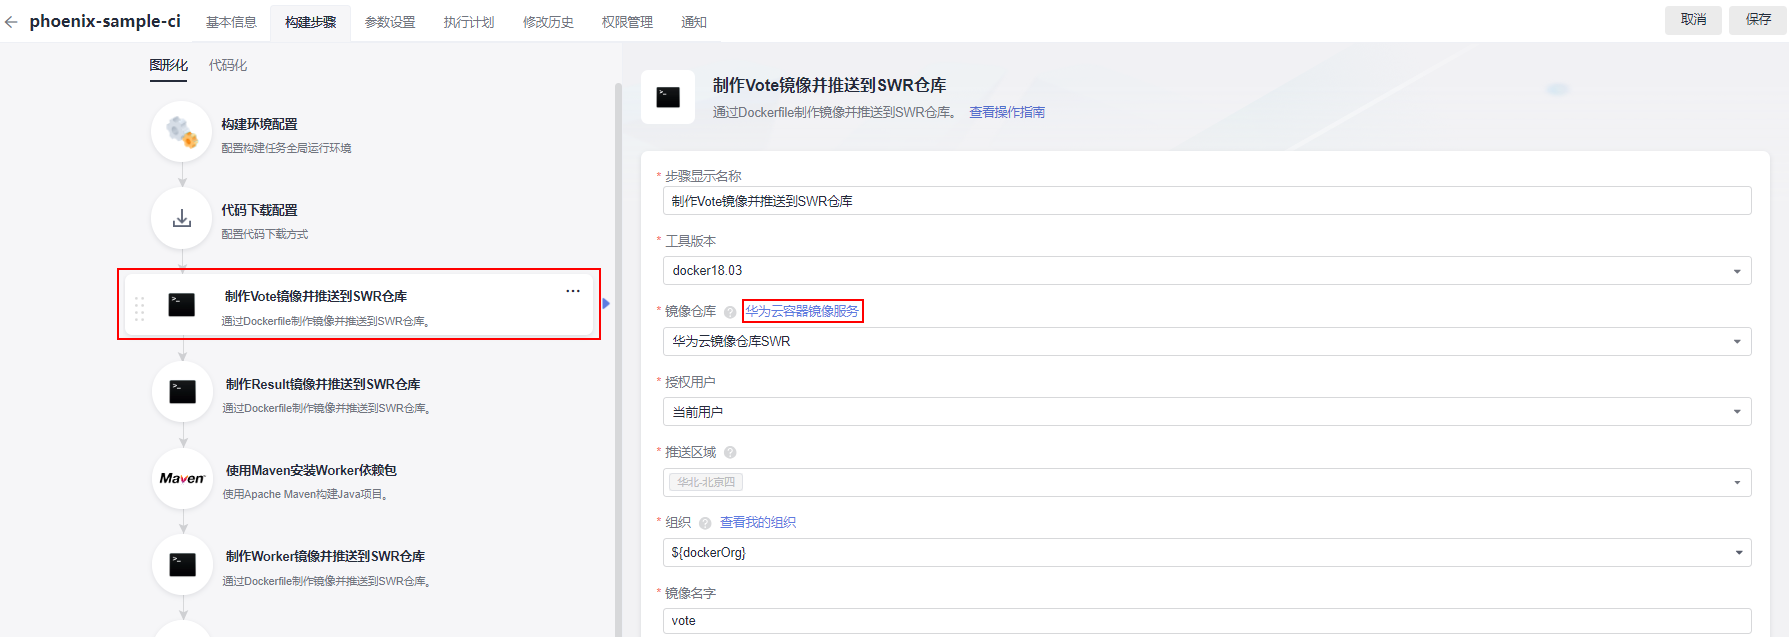 phoenix-sample-ci 基本信息 构建步骤 参数设置 执行计划 修改历史 权限管理 通知 取消 保存
图形化 代码化
构建环境配置
配置构建任务全局运行环境
代码下载配置
配置代码下载方式
>_
制作Vote镜像并推送到SWR仓库 ...
通过Dockerfile制作镜像并推送到SWR仓库。
>_
制作Result镜像并推送到SWR仓库
通过Dockerfile制作镜像并推送到SWR仓库。
Maven
使用Maven安装Worker依赖包
使用Apache Maven构建Java项目。
>_
制作Worker镜像并推送到SWR仓库
通过Dockerfile制作镜像并推送到SWR仓库。
>_
制作Vote镜像并推送到SWR仓库
通过Dockerfile制作镜像并推送到SWR仓库。 查看操作指南
* 步骤显示名称
制作Vote镜像并推送到SWR仓库
* 工具版本
docker18.03
* 镜像仓库 ? 华为云容器镜像服务
华为云镜像仓库SWR
* 授权用户
当前用户
* 推送区域 ?
华北-北京四
* 组织 ? 查看我的组织
${dockerOrg}
* 镜像名字
vote